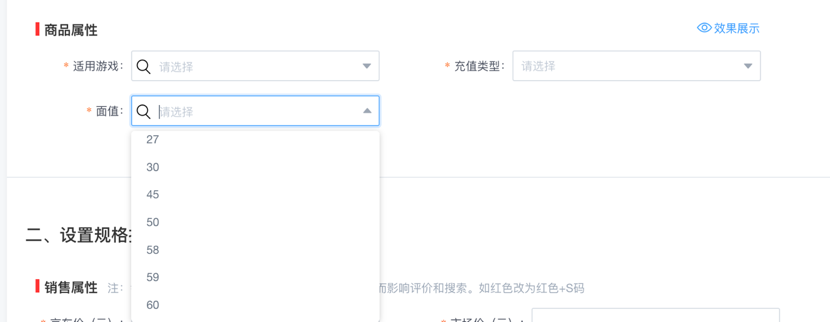 商品属性
效果展示
* 适用游戏: 请选择
* 充值类型: 请选择
* 面值: 请选择
27
30
45
50
58
59
60
二、设置规格
销售属性 注: 而影响评价和搜索。如红色改为红色+S码